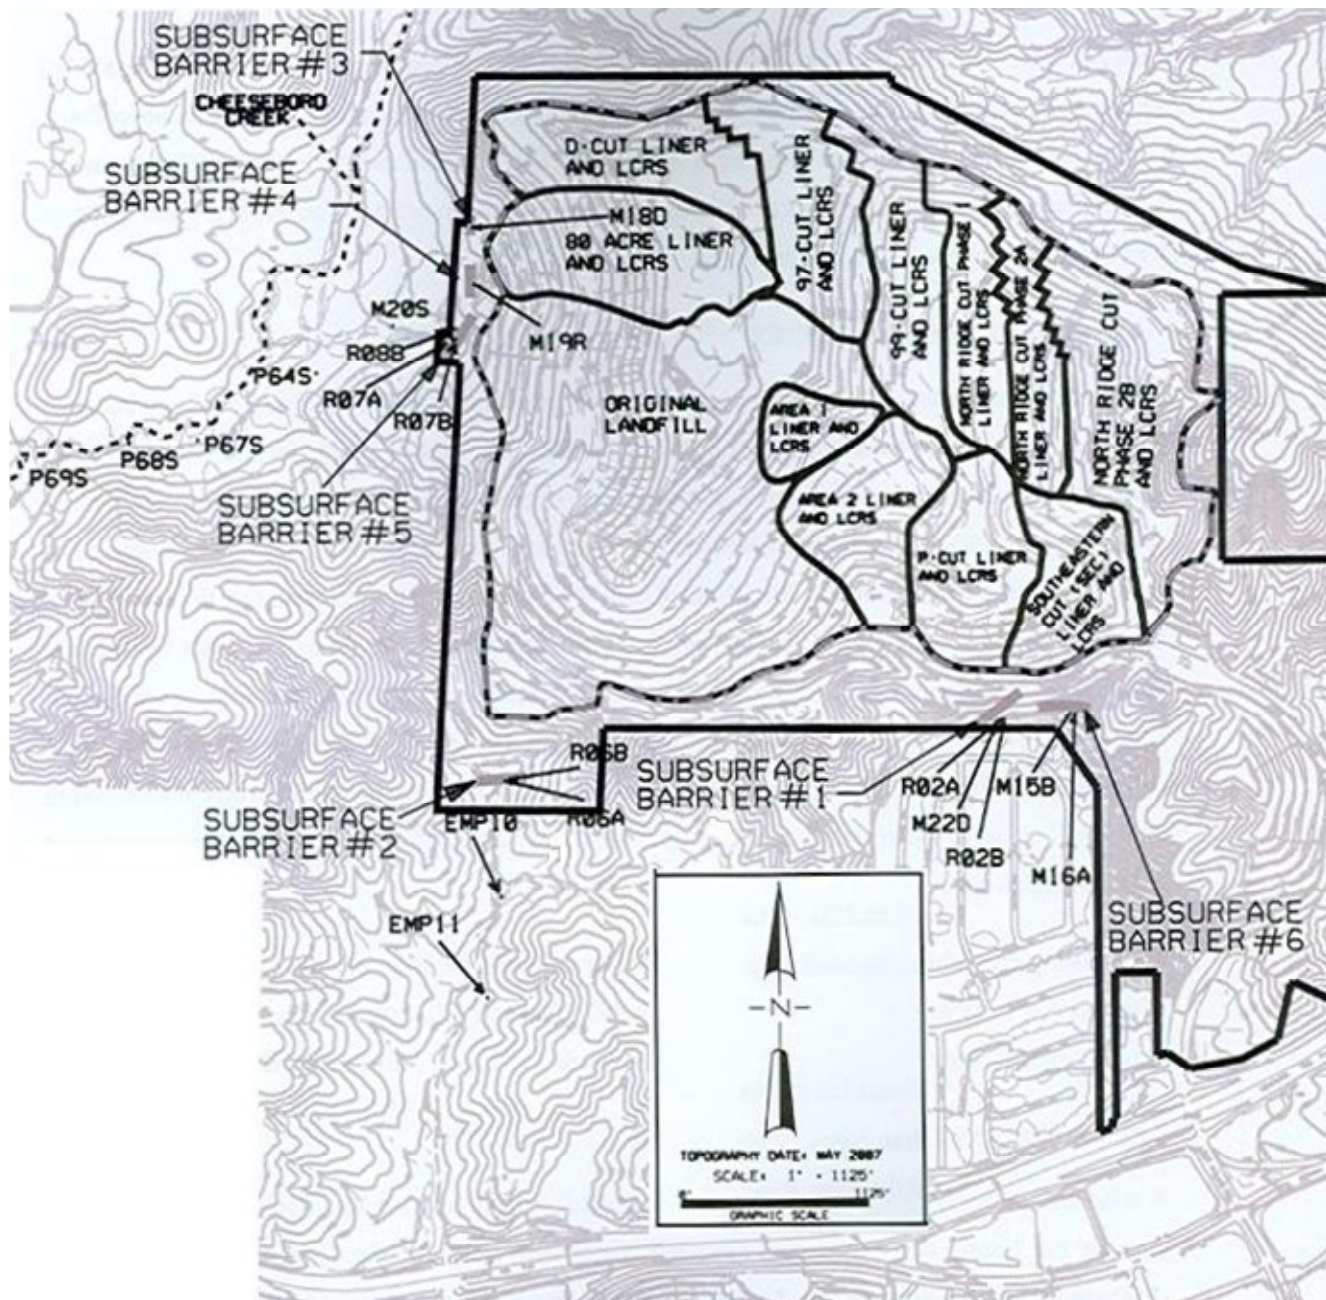 SUBSURFACE
BARRIER #3
CHEESEBORO
CREEK
SUBSURFACE
BARRIER #4
D-CUT LINER
AND LCRS
M18D
80 ACRE LINER
AND LCRS
97-CUT LINER
AND LCRS
99-CUT LINER
AND LCRS
NORTH RIDGE CUT PHASE 1
LINER AND LCRS
NORTH RIDGE CUT PHASE 2A
LINER AND LCRS
NORTH RIDGE CUT
PHASE 2B
AND LCRS
M20S
R08B
M19R
P64S
R07A
R07B
P67S
P68S
P69S
ORIGINAL
LANDFILL
AREA 1
LINER AND
LCRS
AREA 2 LINER
AND LCRS
P-CUT LINER
AND LCRS
SOUTHEASTERN
CUT (SEC)
LINER AND
LCRS
SUBSURFACE
BARRIER #5
R06B
R06A
SUBSURFACE
BARRIER #2
EMP10
EMP11
SUBSURFACE
BARRIER #1
R02A
M15B
M22D
R02B
M16A
SUBSURFACE
BARRIER #6
-N-
TOPOGRAPHY DATE: MAY 2007
SCALE: 1" = 1125'
0' 1125'
GRAPHIC SCALE